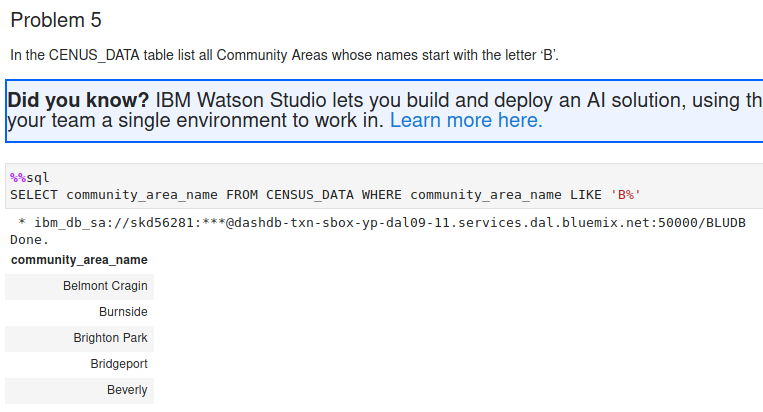 Problem 5
In the CENUS_DATA table list all Community Areas whose names start with the letter ‘B’.
Did you know? IBM Watson Studio lets you build and deploy an AI solution, using th
your team a single environment to work in. Learn more here.
%%sql
SELECT community_area_name FROM CENSUS_DATA WHERE community_area_name LIKE 'B%'
* ibm_db_sa://skd56281:***@dashdb-txn-sbox-yp-dal09-11.services.dal.bluemix.net:50000/BLUDB
Done.
community_area_name
Belmont Cragin
Burnside
Brighton Park
Bridgeport
Beverly